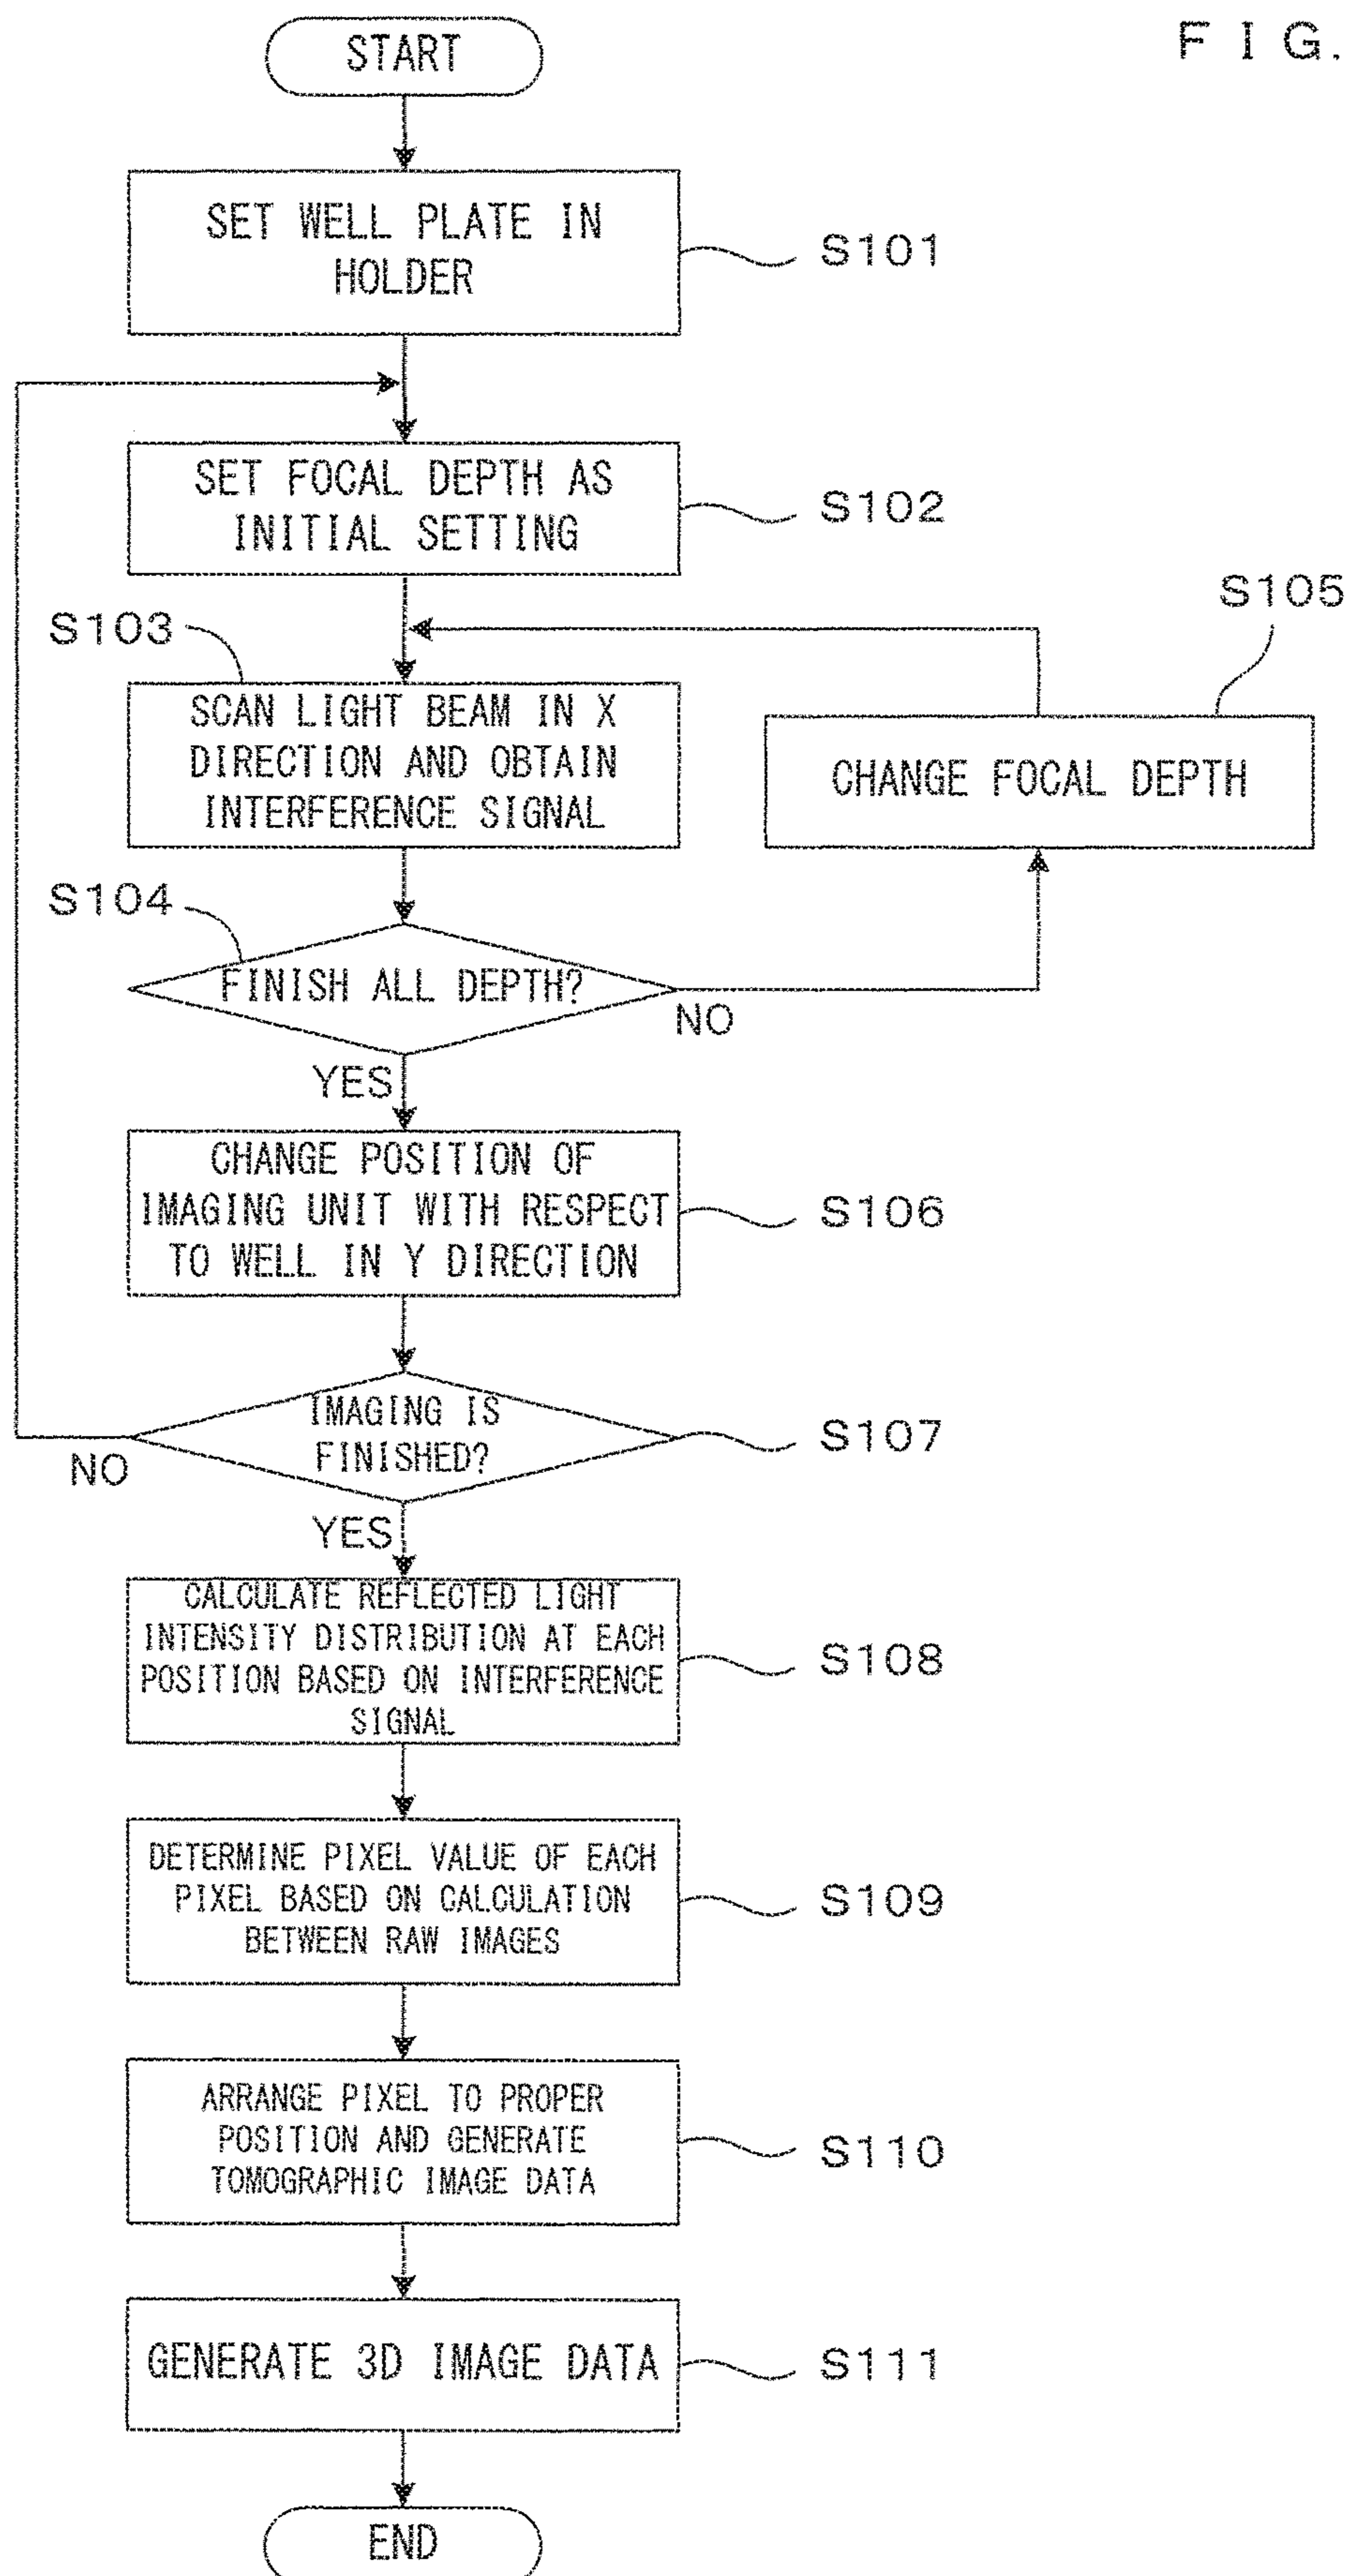 F I G.
START
SET WELL PLATE IN
HOLDER
S101
SET FOCAL DEPTH AS
INITIAL SETTING
S102
S105
S103
SCAN LIGHT BEAM IN X
DIRECTION AND OBTAIN
INTERFERENCE SIGNAL
CHANGE FOCAL DEPTH
S104
FINISH ALL DEPTH?
NO
YES
CHANGE POSITION OF
IMAGING UNIT WITH RESPECT
TO WELL IN Y DIRECTION
S106
IMAGING IS
FINISHED?
S107
NO
YES
CALCULATE REFLECTED LIGHT
INTENSITY DISTRIBUTION AT EACH
POSITION BASED ON INTERFERENCE
SIGNAL
S108
DETERMINE PIXEL VALUE OF EACH
PIXEL BASED ON CALCULATION
BETWEEN RAW IMAGES
S109
ARRANGE PIXEL TO PROPER
POSITION AND GENERATE
TOMOGRAPHIC IMAGE DATA
S110
GENERATE 3D IMAGE DATA
S111
END